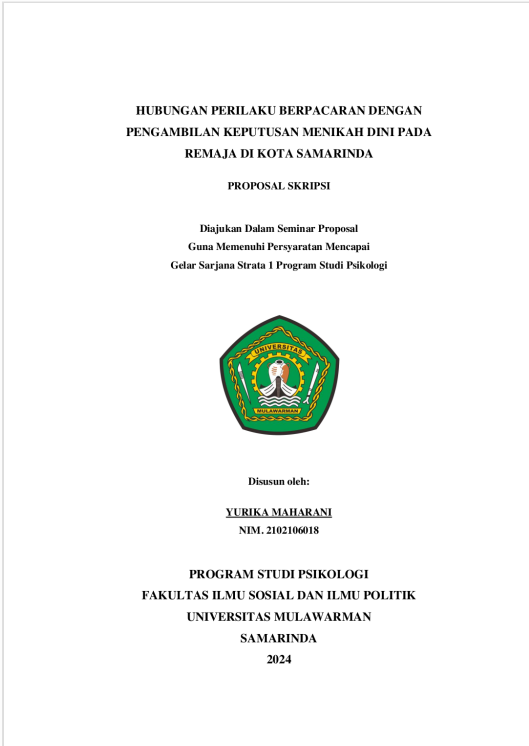 HUBUNGAN PERILAKU BERPACARAN DENGAN
PENGAMBILAN KEPUTUSAN MENIKAH DINI PADA
REMAJA DI KOTA SAMARINDA
PROPOSAL SKRIPSI
Diajukan Dalam Seminar Proposal
Guna Memenuhi Persyaratan Mencapai
Gelar Sarjana Strata 1 Program Studi Psikologi
UNIVERSITAS
MULAWARMAN
Disusun oleh:
YURIKA MAHARANI
NIM. 2102106018
PROGRAM STUDI PSIKOLOGI
FAKULTAS ILMU SOSIAL DAN ILMU POLITIK
UNIVERSITAS MULAWARMAN
SAMARINDA
2024